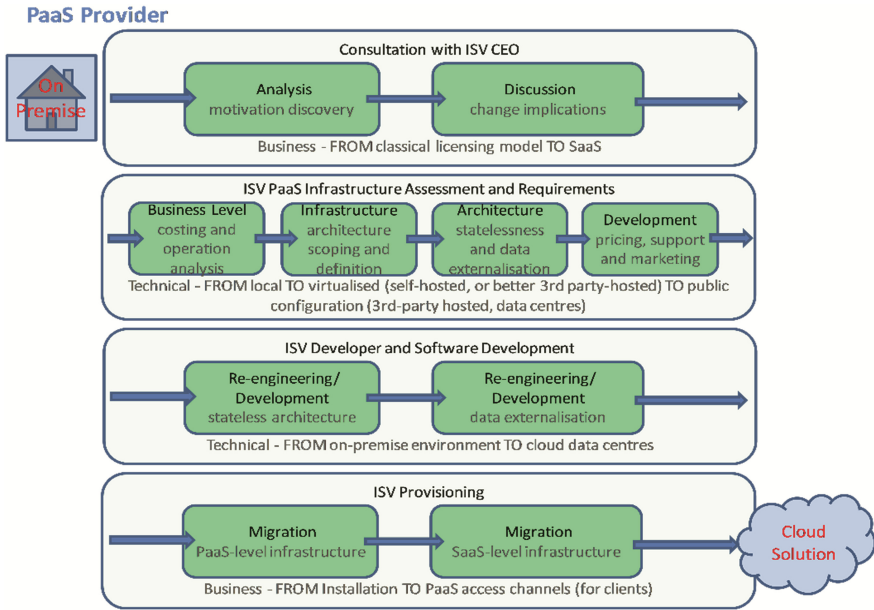 PaaS Provider
On
Premise
Consultation with ISV CEO
Analysis
motivation discovery
Discussion
change implications
Business - FROM classical licensing model TO SaaS
ISV PaaS Infrastructure Assessment and Requirements
Business Level
costing and
operation
analysis
Infrastructure
architecture
scoping and
definition
Architecture
statelessness
and data
externalisation
Development
pricing, support
and marketing
Technical - FROM local TO virtualised (self-hosted, or better 3rd party-hosted) TO public
configuration (3rd-party hosted, data centres)
ISV Developer and Software Development
Re-engineering/
Development
stateless architecture
Re-engineering/
Development
data externalisation
Technical - FROM on-premise environment TO cloud data centres
ISV Provisioning
Migration
PaaS-level infrastructure
Migration
SaaS-level infrastructure
Business - FROM Installation TO PaaS access channels (for clients)
Cloud
Solution